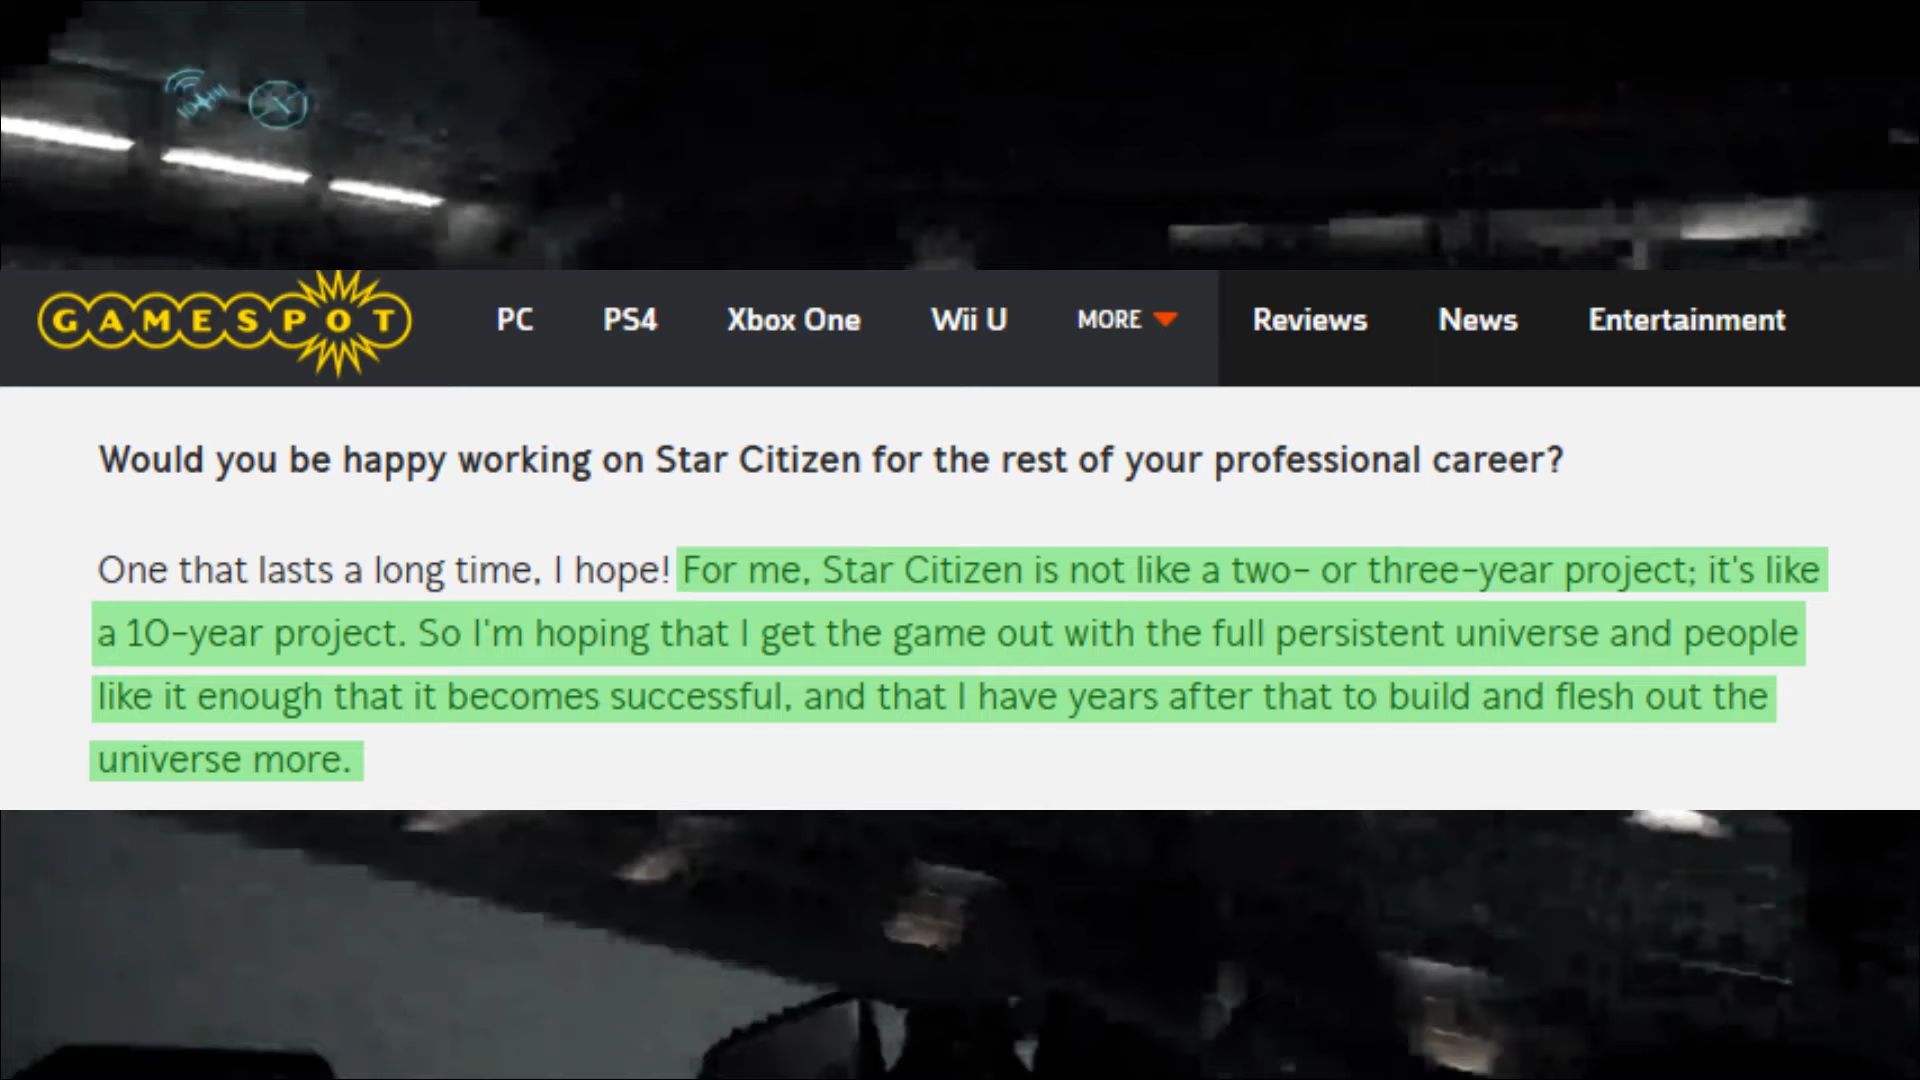 GAMESPOT PC PS4 Xbox One Wii U MORE Reviews News Entertainment
Would you be happy working on Star Citizen for the rest of your professional career?
One that lasts a long time, I hope! For me, Star Citizen is not like a two- or three-year project; it's like
a 10-year project. So I'm hoping that I get the game out with the full persistent universe and people
like it enough that it becomes successful, and that I have years after that to build and flesh out the
universe more.